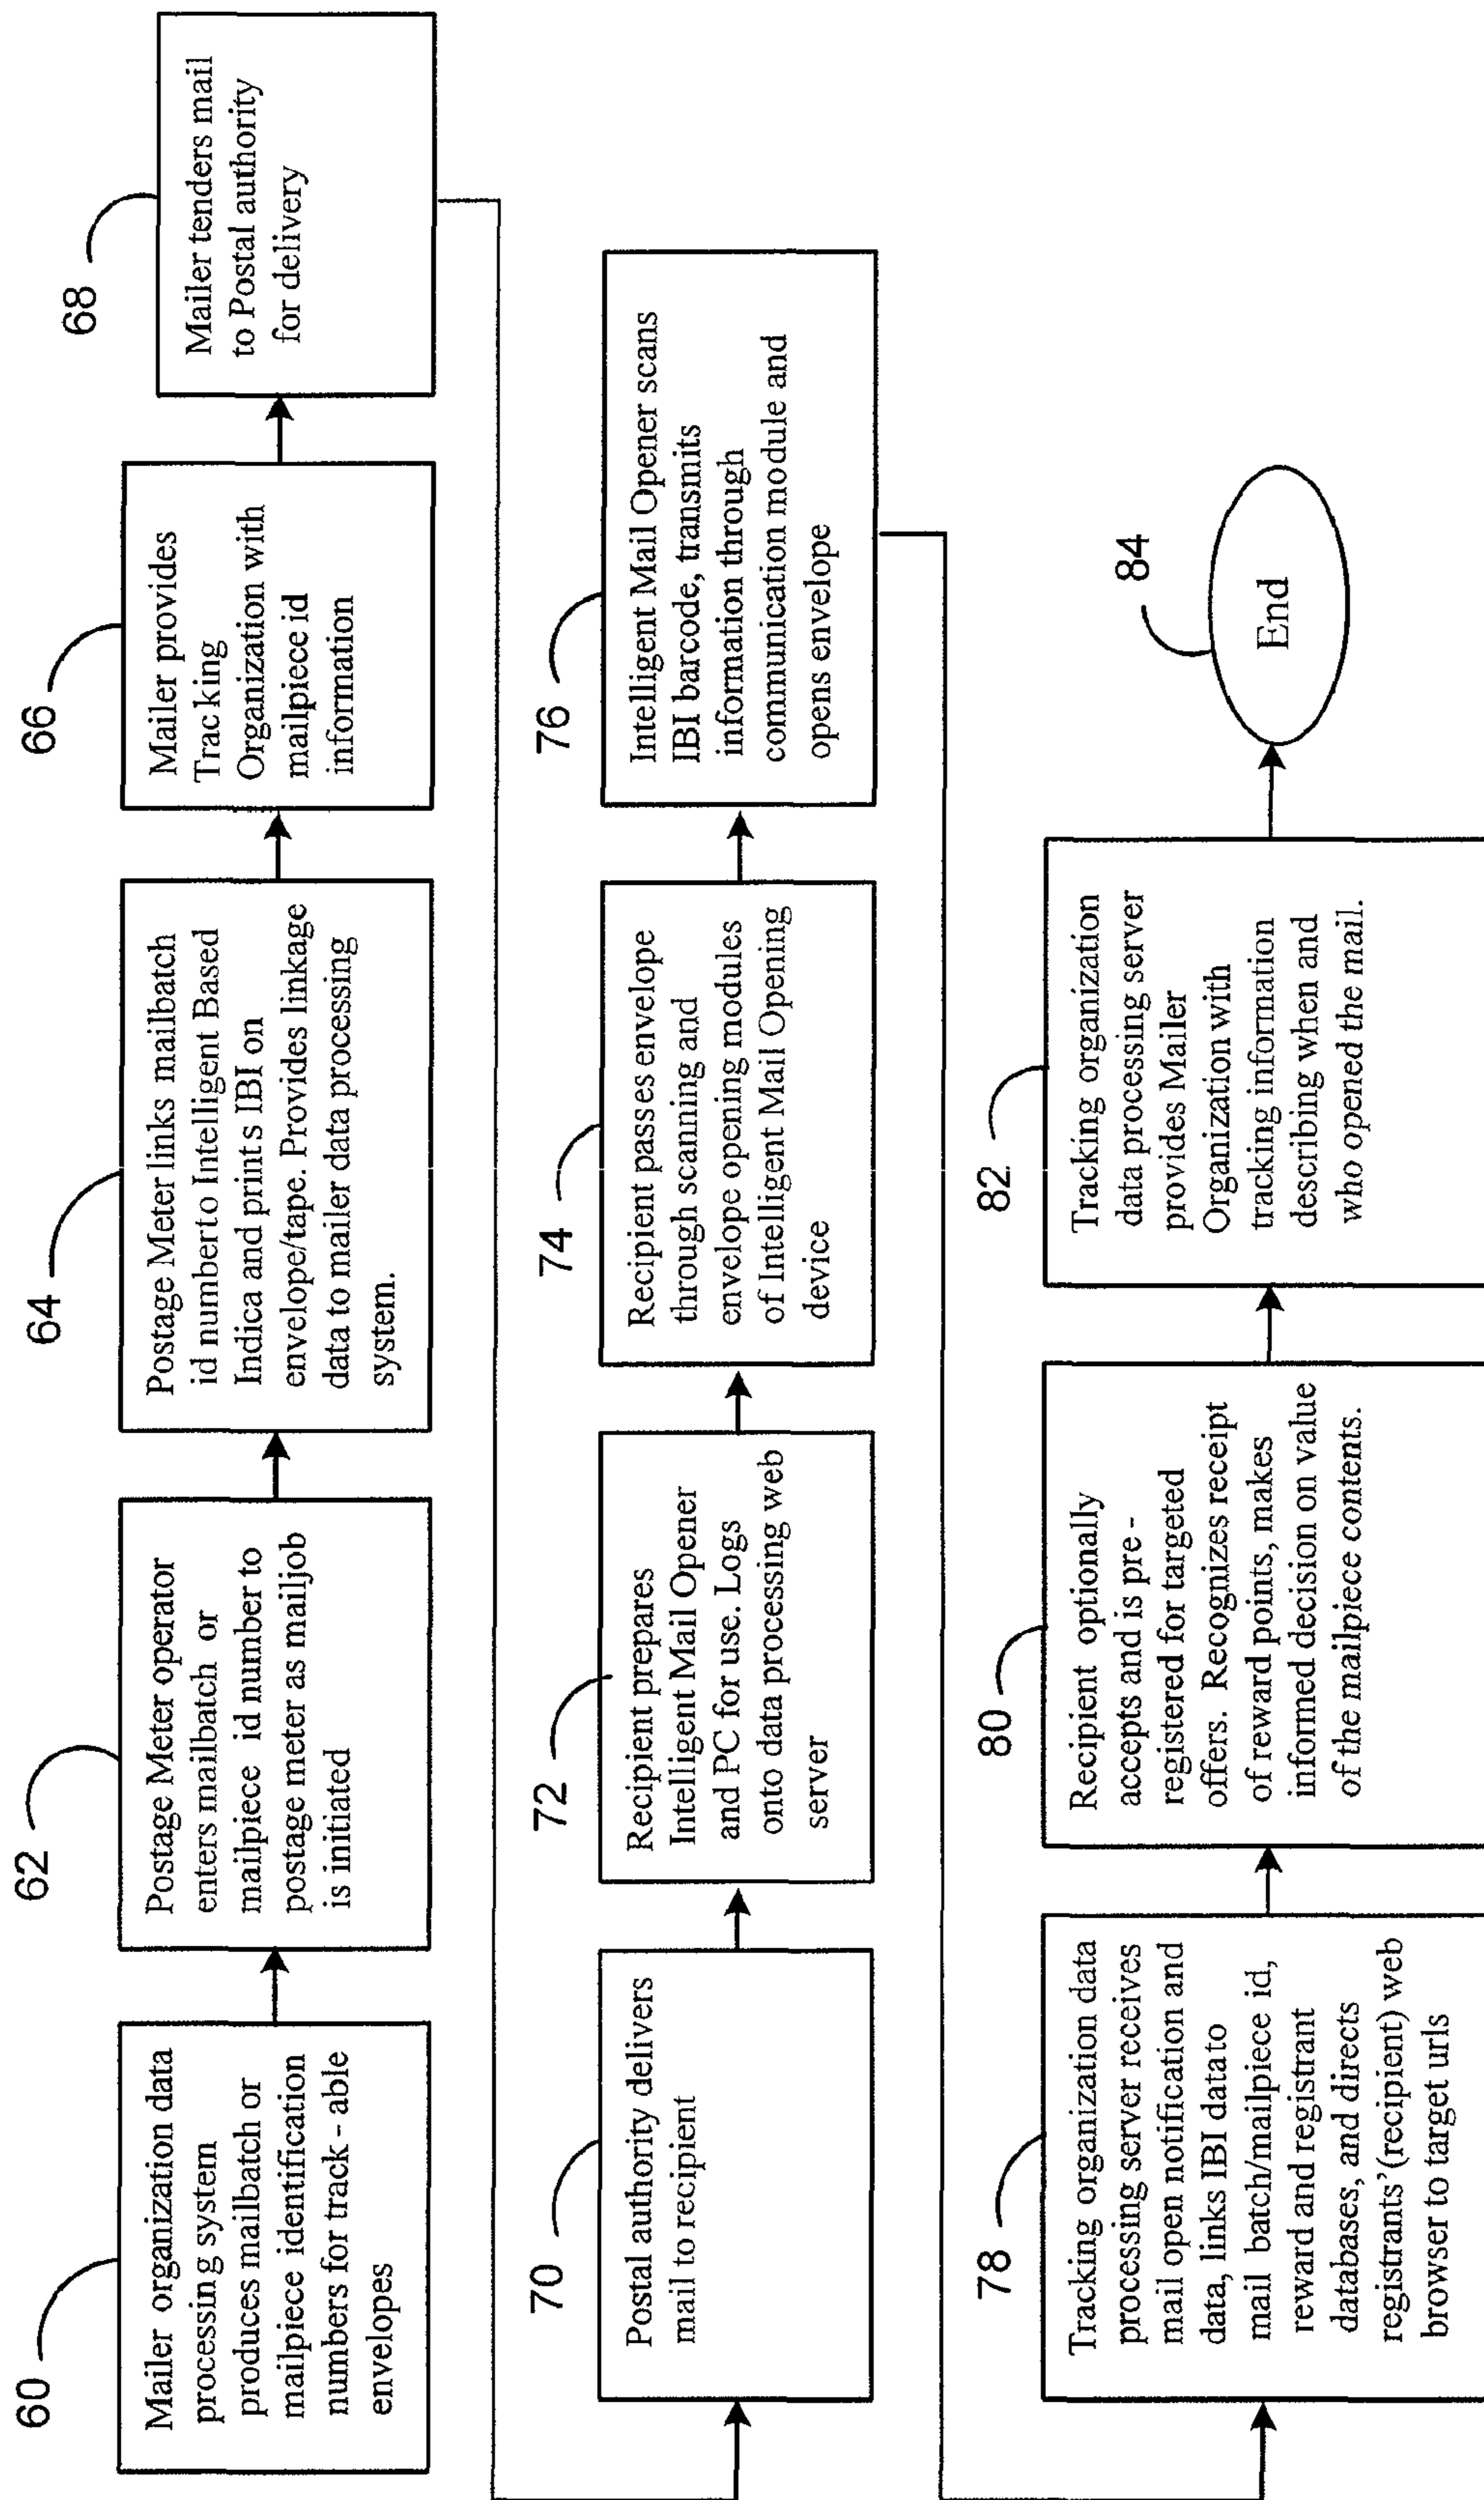 60
Mailer organization data
processing system
produces mailbatch or
mailpiece identification
numbers for track - able
envelopes
62
Postage Meter operator
enters mailbatch or
mailpiece id number to
postage meter as mailjob
is initiated
64
Postage Meter links mailbatch
id numberto Intelligent Based
Indica and prints IBI on
envelope/tape. Provides linkage
data to mailer data processing
system.
66
Mailer provides
Tracking
Organization with
mailpiece id
information
68
Mailer tenders mail
to Postal authority
for delivery
70
Postal authority delivers
mail to recipient
72
Recipient prepares
Intelligent Mail Opener
and PC for use. Logs
onto data processing web
server
74
Recipient passes envelope
through scanning and
envelope opening modules
of Intelligent Mail Opening
device
76
Intelligent Mail Opener scans
IBI barcode, transmits
information through
communication module and
opens envelope
78
Tracking organization data
processing server receives
mail open notification and
data, links IBI data to
mail batch/mailpiece id,
reward and registrant
databases, and directs
registrants' (recipient) web
browser to target urls
80
Recipient optionally
accepts and is pre -
registered for targeted
offers. Recognizes receipt
of reward points, makes
informed decision on value
of the mailpiece contents.
82
Tracking organization
data processing server
provides Mailer
Organization with
tracking information
describing when and
who opened the mail.
84
End